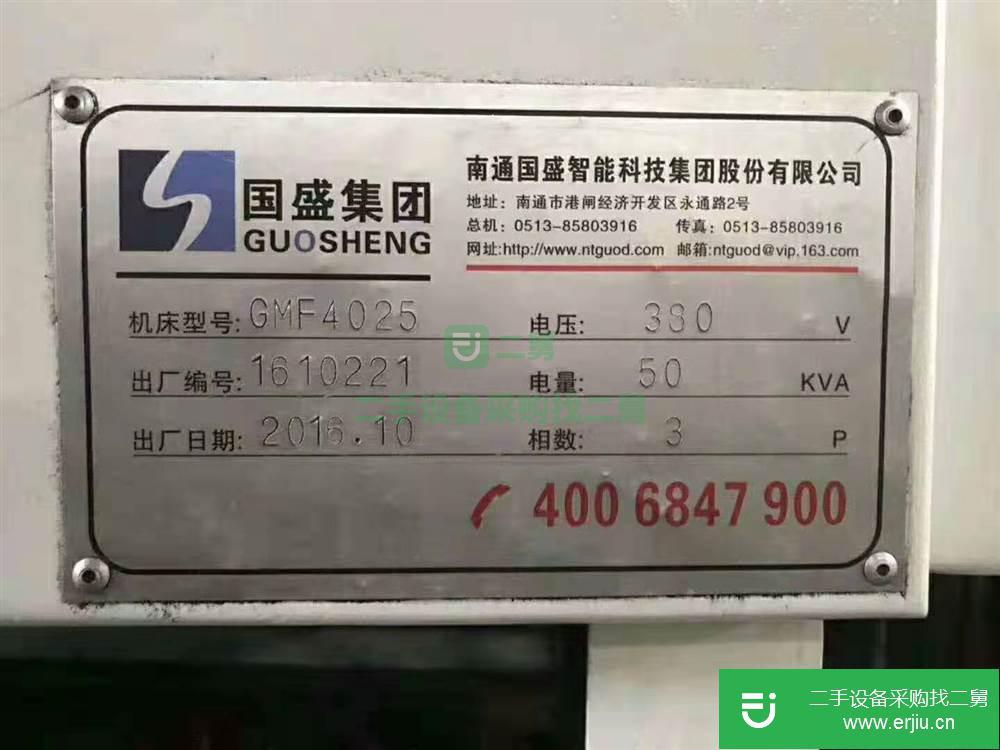 国盛集团
GUOSHENG
南通国盛智能科技集团股份有限公司
地址：南通市港闸经济开发区永通路2号
总机：0513-85803916 传真：0513-85803916
网址:http://www.ntguod.com 邮箱:ntguod@vip.163.com
机床型号:GMF4025 电压: 380 V
二舅
出厂编号:1610221 电量: 50 KVA
二手设备采购找二舅
出厂日期:2016.10 相数: 3 P
400 6847 900
二手设备采购找二舅
www.erjiu.cn